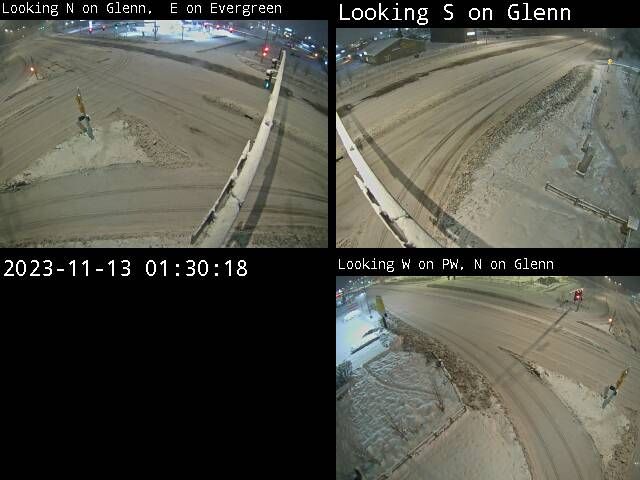 Looking N on Glenn, E on Evergreen
Looking S on Glenn
2023-11-13 01:30:18
Looking W on PW, N on Glenn